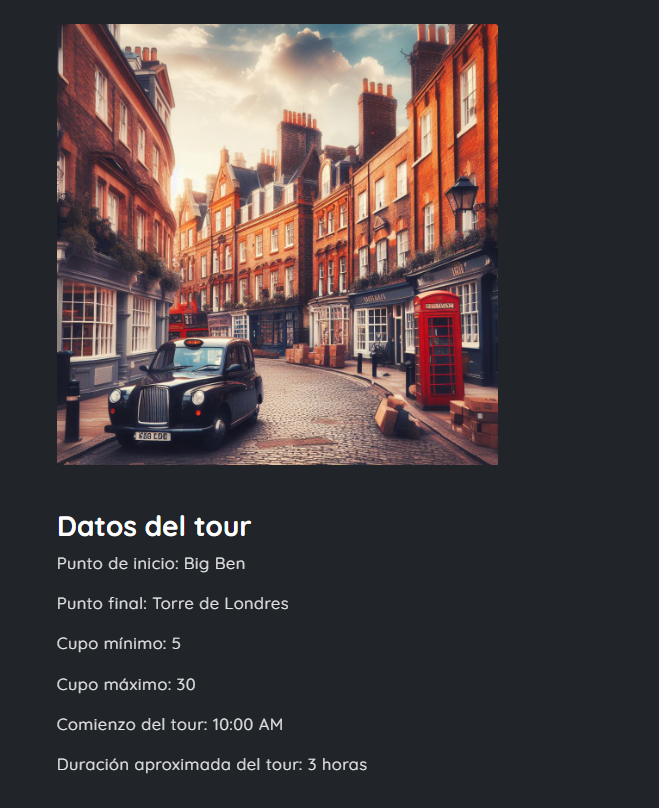 Datos del tour
Punto de inicio: Big Ben
Punto final: Torre de Londres
Cupo mínimo: 5
Cupo máximo: 30
Comienzo del tour: 10:00 AM
Duración aproximada del tour: 3 horas